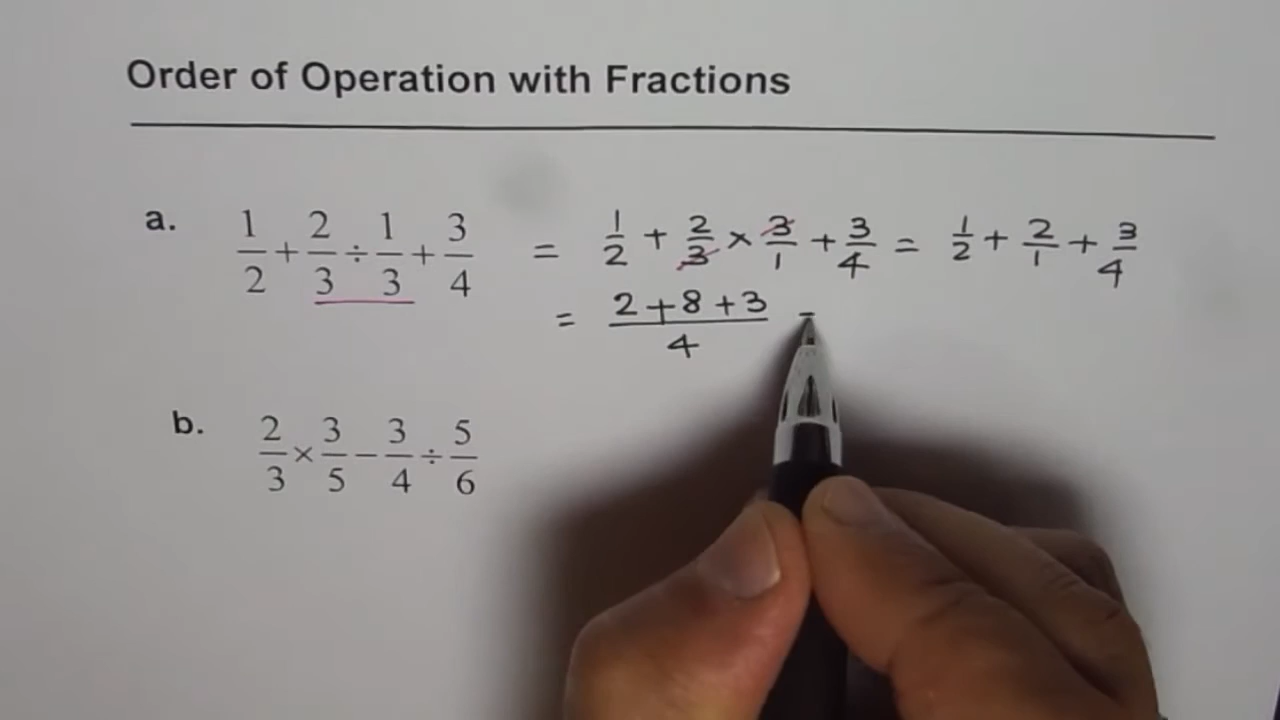 Order of Operation with Fractions
a. 1/2 + 2/3 ÷ 1/3 + 3/4 = 1/2 + 2/3 × 3/1 + 3/4 = 1/2 + 2/1 + 3/4
= (2+8+3)/4 =
b. 2/3 × 3/5 − 3/4 ÷ 5/6